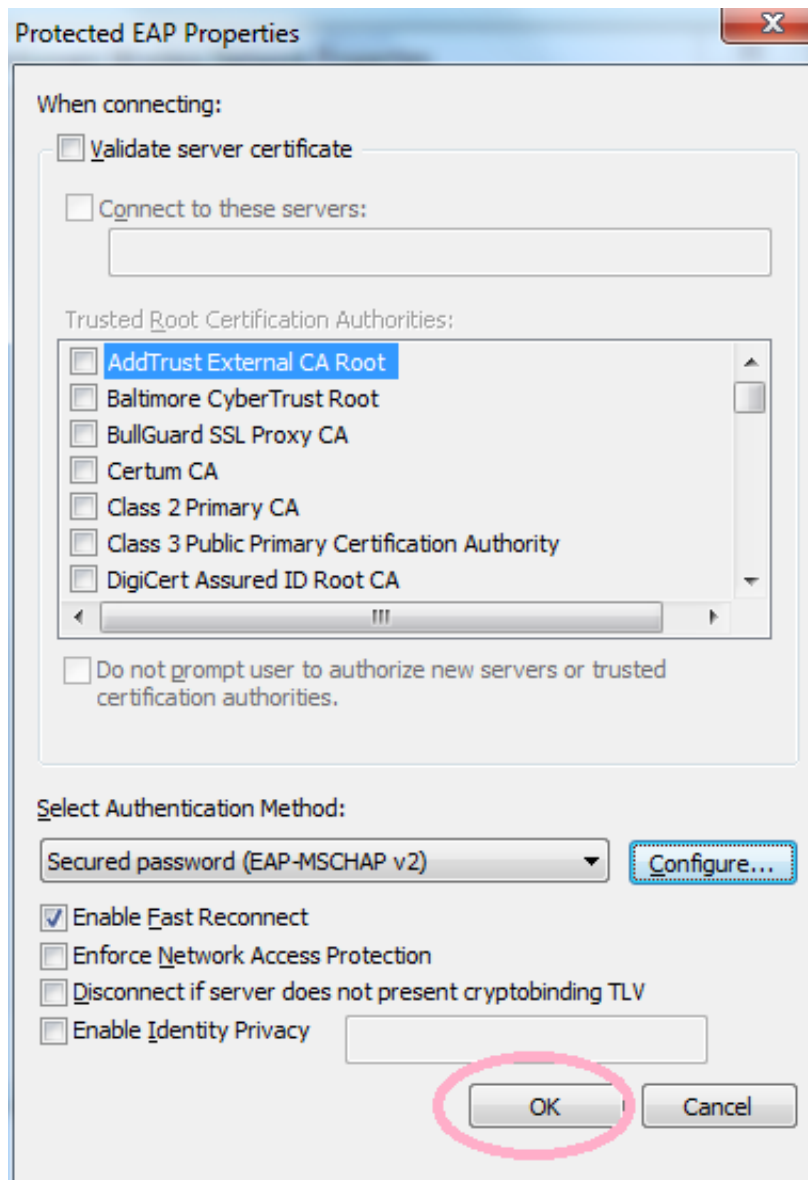 Protected EAP Properties
When connecting:
Validate server certificate
Connect to these servers:
Trusted Root Certification Authorities:
AddTrust External CA Root
Baltimore CyberTrust Root
BullGuard SSL Proxy CA
Certum CA
Class 2 Primary CA
Class 3 Public Primary Certification Authority
DigiCert Assured ID Root CA
Do not prompt user to authorize new servers or trusted
certification authorities.
Select Authentication Method:
Secured password (EAP-MSCHAP v2) Configure...
Enable Fast Reconnect
Enforce Network Access Protection
Disconnect if server does not present cryptobinding TLV
Enable Identity Privacy
OK Cancel